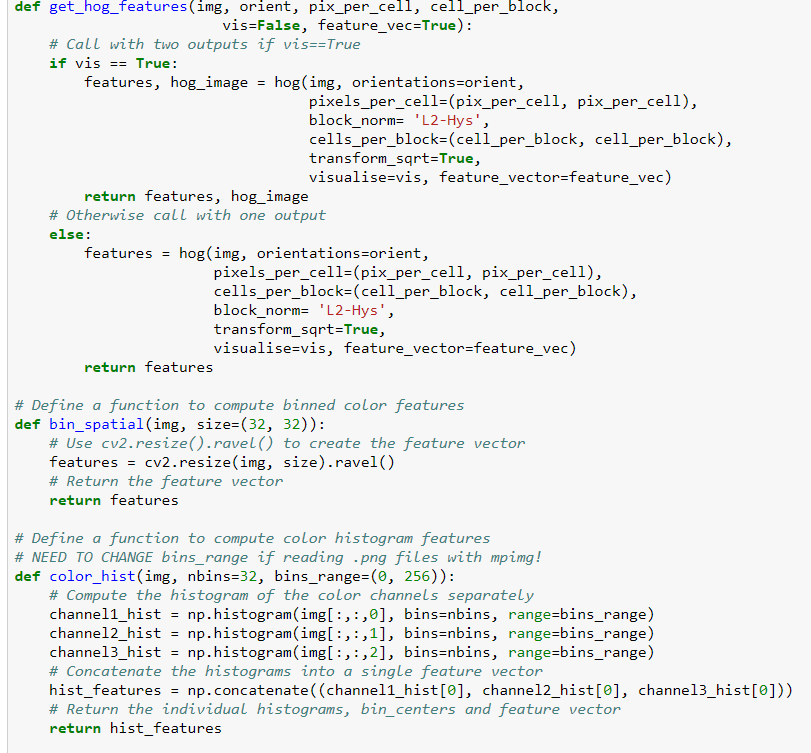 def get_hog_features(img, orient, pix_per_cell, cell_per_block,
                        vis=False, feature_vec=True):
    # Call with two outputs if vis==True
    if vis == True:
        features, hog_image = hog(img, orientations=orient,
                                  pixels_per_cell=(pix_per_cell, pix_per_cell),
                                  block_norm= 'L2-Hys',
                                  cells_per_block=(cell_per_block, cell_per_block),
                                  transform_sqrt=True,
                                  visualise=vis, feature_vector=feature_vec)
        return features, hog_image
    # Otherwise call with one output
    else:
        features = hog(img, orientations=orient,
                       pixels_per_cell=(pix_per_cell, pix_per_cell),
                       cells_per_block=(cell_per_block, cell_per_block),
                       block_norm= 'L2-Hys',
                       transform_sqrt=True,
                       visualise=vis, feature_vector=feature_vec)
        return features

# Define a function to compute binned color features
def bin_spatial(img, size=(32, 32)):
    # Use cv2.resize().ravel() to create the feature vector
    features = cv2.resize(img, size).ravel()
    # Return the feature vector
    return features

# Define a function to compute color histogram features
# NEED TO CHANGE bins_range if reading .png files with mpimg!
def color_hist(img, nbins=32, bins_range=(0, 256)):
    # Compute the histogram of the color channels separately
    channel1_hist = np.histogram(img[:,:,0], bins=nbins, range=bins_range)
    channel2_hist = np.histogram(img[:,:,1], bins=nbins, range=bins_range)
    channel3_hist = np.histogram(img[:,:,2], bins=nbins, range=bins_range)
    # Concatenate the histograms into a single feature vector
    hist_features = np.concatenate((channel1_hist[0], channel2_hist[0], channel3_hist[0]))
    # Return the individual histograms, bin_centers and feature vector
    return hist_features